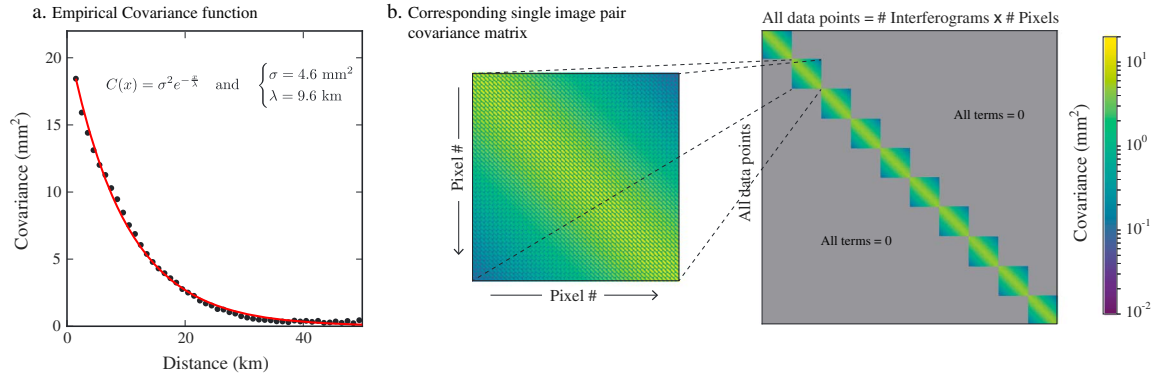 a. Empirical Covariance function
20
15
10
5
0
0 20 40
Covariance (mm²)
Distance (km)
C(x) = σ²e^{-x/λ} and { σ = 4.6 mm²
λ = 9.6 km
b. Corresponding single image pair
covariance matrix
Pixel #
Pixel #
All data points = # Interferograms x # Pixels
All data points
All terms = 0
All terms = 0
Covariance (mm²)
10¹
10⁰
10⁻¹
10⁻²